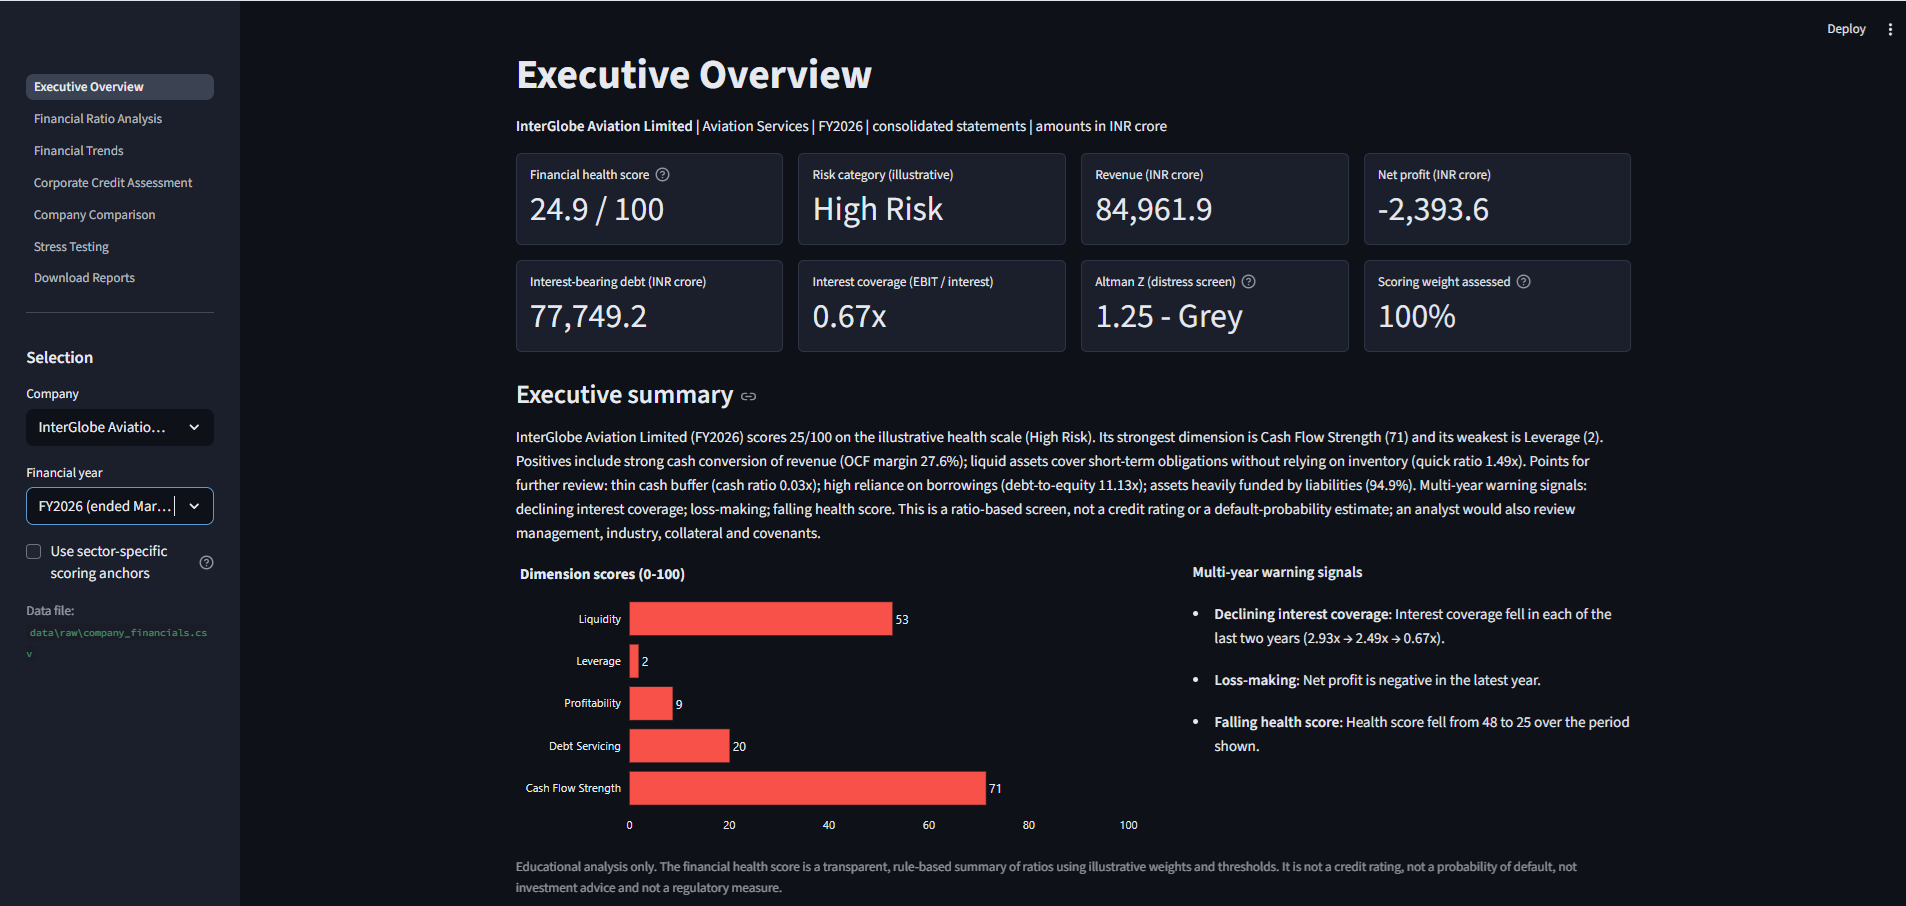 Deploy
Executive Overview
Financial Ratio Analysis
Financial Trends
Corporate Credit Assessment
Company Comparison
Stress Testing
Download Reports
Selection
Company
InterGlobe Aviatio...
Financial year
FY2026 (ended Mar...
Use sector-specific
scoring anchors
Data file:
data\raw\company_financials.cs
v
Executive Overview
InterGlobe Aviation Limited | Aviation Services | FY2026 | consolidated statements | amounts in INR crore
Financial health score
24.9 / 100
Risk category (illustrative)
High Risk
Revenue (INR crore)
84,961.9
Net profit (INR crore)
-2,393.6
Interest-bearing debt (INR crore)
77,749.2
Interest coverage (EBIT / interest)
0.67x
Altman Z (distress screen)
1.25 - Grey
Scoring weight assessed
100%
Executive summary
InterGlobe Aviation Limited (FY2026) scores 25/100 on the illustrative health scale (High Risk). Its strongest dimension is Cash Flow Strength (71) and its weakest is Leverage (2).
Positives include strong cash conversion of revenue (OCF margin 27.6%); liquid assets cover short-term obligations without relying on inventory (quick ratio 1.49x). Points for
further review: thin cash buffer (cash ratio 0.03x); high reliance on borrowings (debt-to-equity 11.13x); assets heavily funded by liabilities (94.9%). Multi-year warning signals:
declining interest coverage; loss-making; falling health score. This is a ratio-based screen, not a credit rating or a default-probability estimate; an analyst would also review
management, industry, collateral and covenants.
Dimension scores (0-100)
Liquidity 53
Leverage 2
Profitability 9
Debt Servicing 20
Cash Flow Strength 71
0 20 40 60 80 100
Multi-year warning signals
• Declining interest coverage: Interest coverage fell in each of the
last two years (2.93x → 2.49x → 0.67x).
• Loss-making: Net profit is negative in the latest year.
• Falling health score: Health score fell from 48 to 25 over the period
shown.
Educational analysis only. The financial health score is a transparent, rule-based summary of ratios using illustrative weights and thresholds. It is not a credit rating, not a probability of default, not
investment advice and not a regulatory measure.